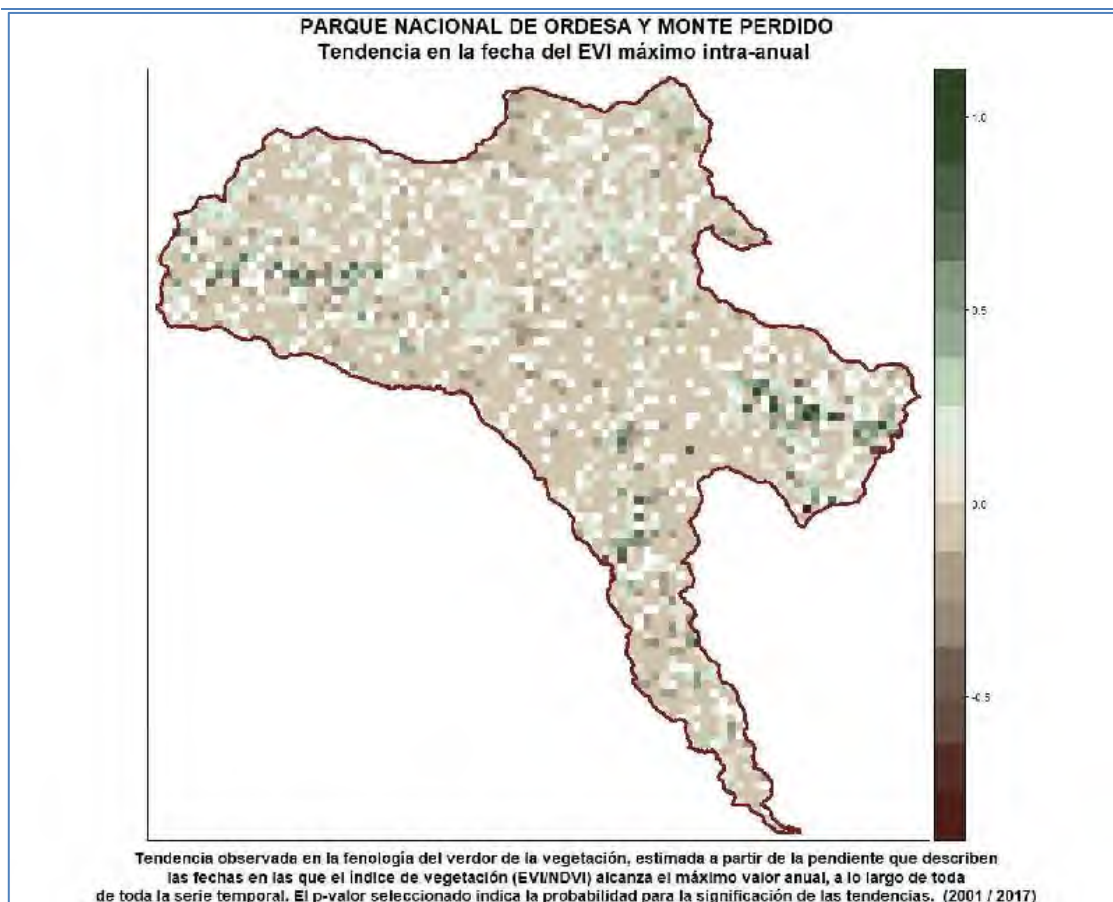 PARQUE NACIONAL DE ORDESA Y MONTE PERDIDO
Tendencia en la fecha del EVI máximo intra-anual
1.0
0.5
0.0
-0.5
Tendencia observada en la fenología del verdor de la vegetación, estimada a partir de la pendiente que describen
las fechas en las que el índice de vegetación (EVI/NDVI) alcanza el máximo valor anual, a lo largo de toda
de toda la serie temporal. El p-valor seleccionado indica la probabilidad para la significación de las tendencias. (2001 / 2017)